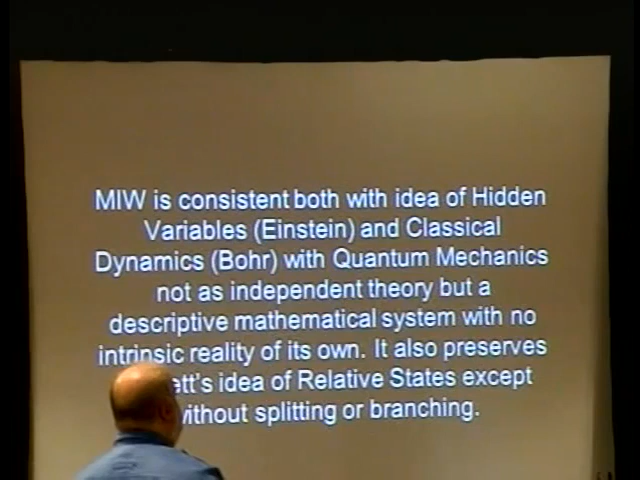 MIW is consistent both with idea of Hidden
Variables (Einstein) and Classical
Dynamics (Bohr) with Quantum Mechanics
not as independent theory but a
descriptive mathematical system with no
intrinsic reality of its own. It also preserves
ett's idea of Relative States except
without splitting or branching.